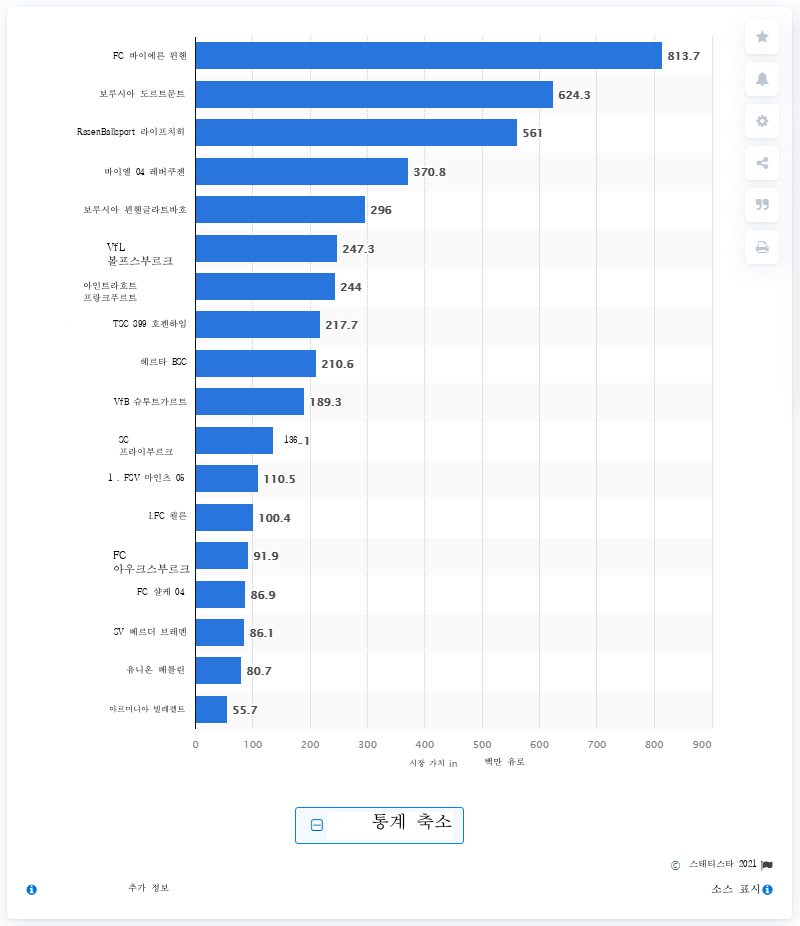 FC 바이에른 뮌헨 813.7
보루시아 도르트문트 624.3
RasenBallsport 라이프치히 561
바이엘 04 레버쿠젠 370.8
보루시아 묀헨글라트바흐 296
VfL
볼프스부르크 247.3
아인트라흐트
프랑크푸르트 244
TSG 899 호펜하임 217.7
헤르타 BSC 210.6
VfB 슈투트가르트 189.3
SC
프라이부르크 136_1
1 . FSV 마인츠 05 110.5
1.FC 쾰른 100.4
FC
아우크스부르크 91.9
FC 샬케 04 86.9
SV 베르더 브레멘 86.1
유니온 베를린 80.7
아르미니아 빌레펠트 55.7
0 100 200 300 400 500 600 700 800 900
시장 가치 in 백만 유로
통계 축소
© 스태티스타 2021
추가 정보 소스 표시